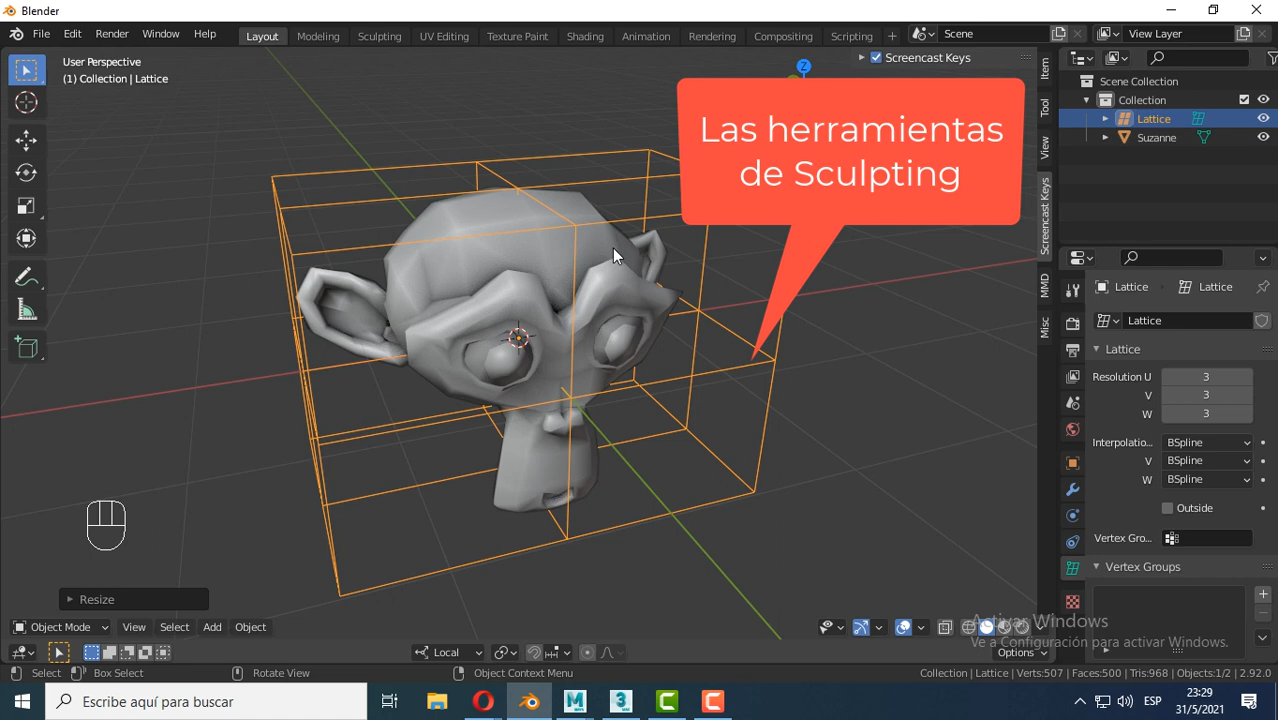 Blender
File Edit Render Window Help
Layout Modeling Sculpting UV Editing Texture Paint Shading Animation Rendering Compositing Scripting
Scene
View Layer
User Perspective
(1) Collection | Lattice
Screencast Keys
Z
Las herramientas
de Sculpting
Item
Tool
View
Screencast Keys
MMD
Misc
Scene Collection
Collection
Lattice
Suzanne
Lattice
Lattice
Lattice
Lattice
Resolution U 3
V 3
W 3
Interpolatio... BSpline
V BSpline
W BSpline
Outside
Vertex Gro...
Vertex Groups
Resize
Object Mode View Select Add Object
Local
Options
Activar Windows
Ve a Configuración para activar Windows.
Select Box Select Rotate View Object Context Menu
Collection | Lattice | Verts:507 | Faces:500 | Tris:968 | Objects:1/2 | 2.92.0
Escribe aquí para buscar
ESP
23:29
31/5/2021